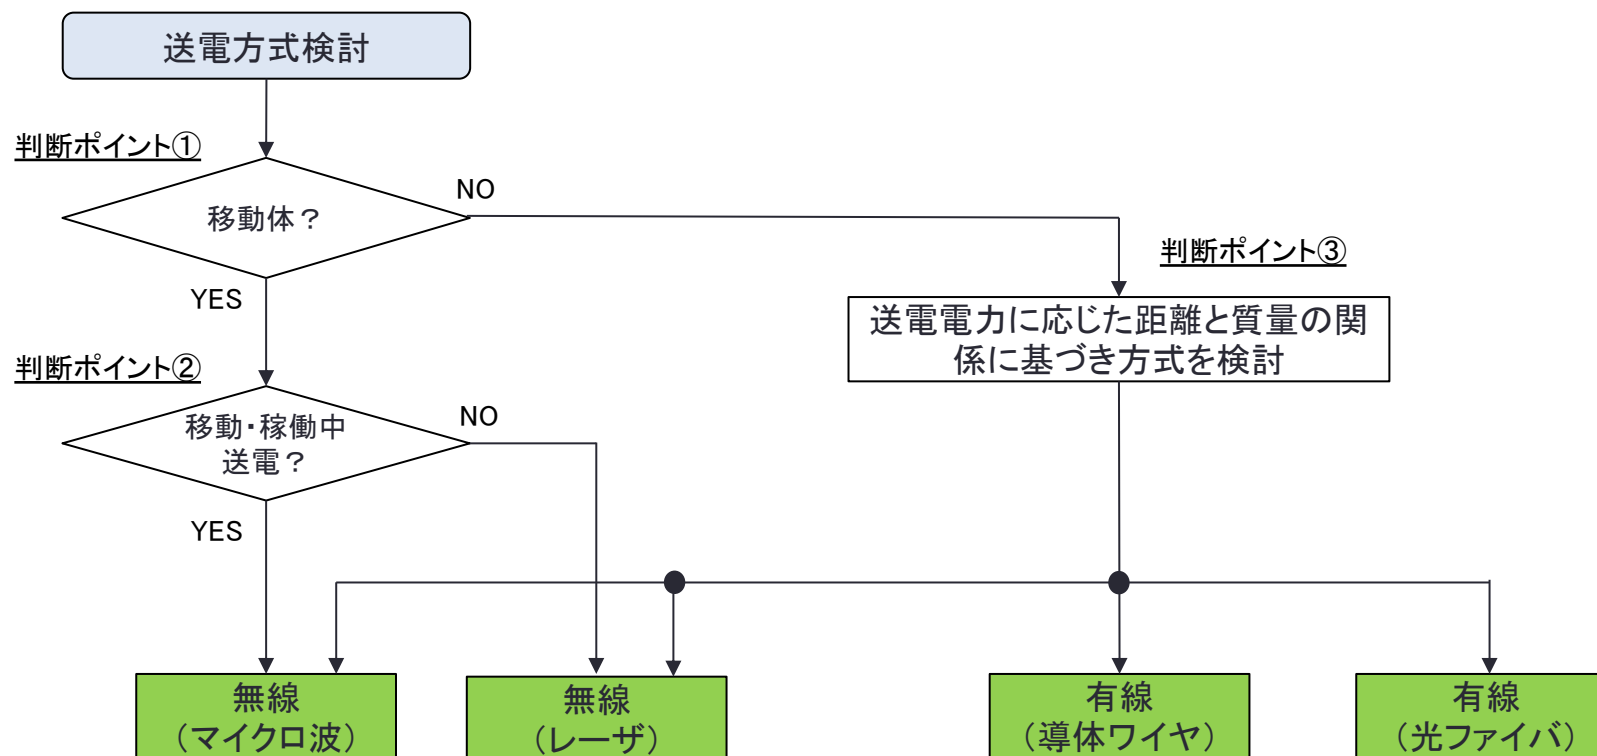 送電方式検討
判断ポイント①
移動体？
NO
YES
判断ポイント③
送電電力に応じた距離と質量の関
係に基づき方式を検討
判断ポイント②
移動・稼働中
送電？
NO
YES
無線
（マイクロ波）
無線
（レーザ）
有線
（導体ワイヤ）
有線
（光ファイバ）